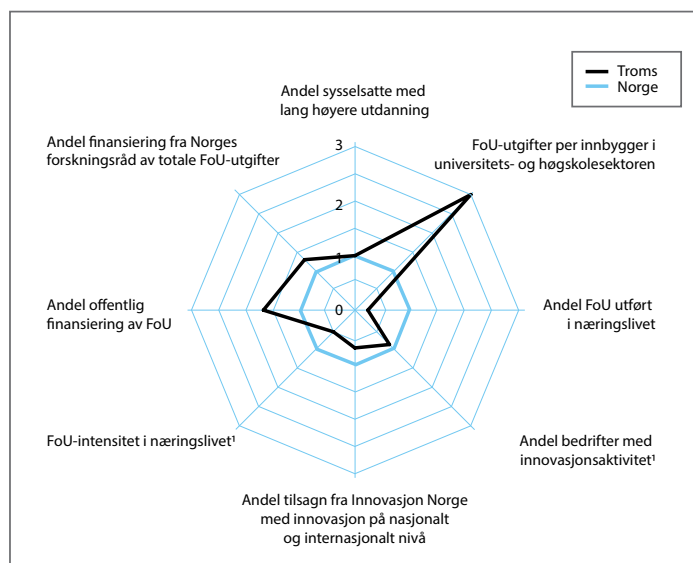 Troms
Norge
Andel sysselsatte med
lang høyere utdanning
Andel finansiering fra Norges
forskningsråd av totale FoU-utgifter
FoU-utgifter per innbygger i
universitets- og høgskolesektoren
3
2
1
0
Andel offentlig
finansiering av FoU
Andel FoU utført
i næringslivet
FoU-intensitet i næringslivet¹
Andel bedrifter med
innovasjonsaktivitet¹
Andel tilsagn fra Innovasjon Norge
med innovasjon på nasjonalt
og internasjonalt nivå